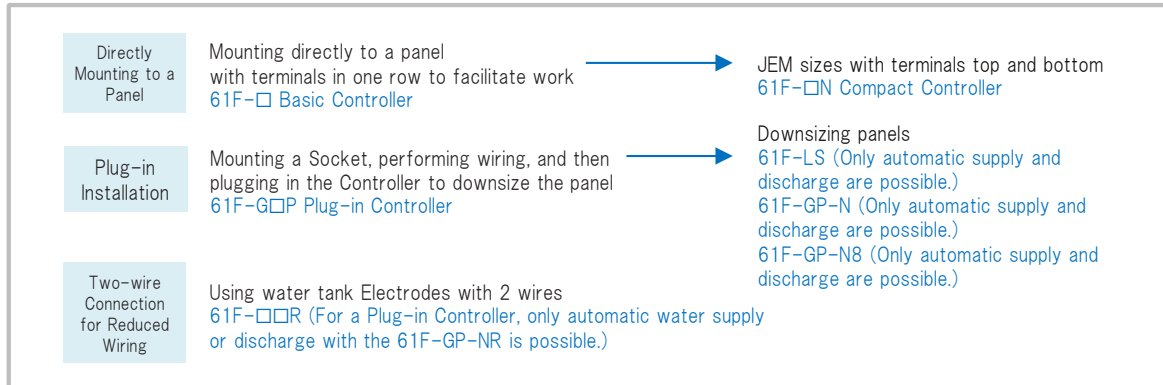 Directly
Mounting to a
Panel
Mounting directly to a panel
with terminals in one row to facilitate work
61F-□ Basic Controller
JEM sizes with terminals top and bottom
61F-□N Compact Controller
Plug-in
Installation
Mounting a Socket, performing wiring, and then
plugging in the Controller to downsize the panel
61F-G□P Plug-in Controller
Downsizing panels
61F-LS (Only automatic supply and
discharge are possible.)
61F-GP-N (Only automatic supply and
discharge are possible.)
61F-GP-N8 (Only automatic supply and
discharge are possible.)
Two-wire
Connection
for Reduced
Wiring
Using water tank Electrodes with 2 wires
61F-□□R (For a Plug-in Controller, only automatic water supply
or discharge with the 61F-GP-NR is possible.)